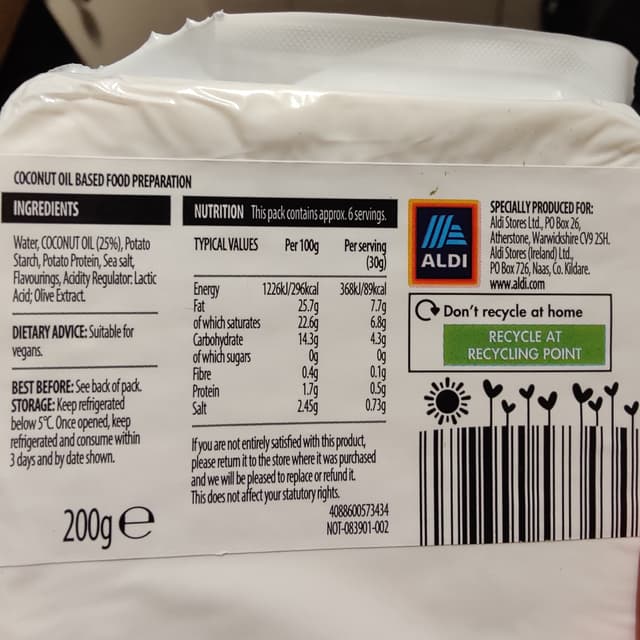 COCONUT OIL BASED FOOD PREPARATION
INGREDIENTS
Water, COCONUT OIL (25%), Potato
Starch, Potato Protein, Sea salt,
Flavourings, Acidity Regulator: Lactic
Acid; Olive Extract.
DIETARY ADVICE: Suitable for
vegans.
BEST BEFORE: See back of pack.
STORAGE: Keep refrigerated
below 5°C. Once opened, keep
refrigerated and consume within
3 days and by date shown.
200g e
NUTRITION This pack contains approx. 6 servings.
TYPICAL VALUES Per 100g Per serving
(30g)
Energy 1226kJ/296kcal 368kJ/89kcal
Fat 25.7g 7.7g
of which saturates 22.6g 6.8g
Carbohydrate 14.3g 4.3g
of which sugars 0g 0g
Fibre 0.4g 0.1g
Protein 1.7g 0.5g
Salt 2.45g 0.73g
If you are not entirely satisfied with this product,
please return it to the store where it was purchased
and we will be pleased to replace or refund it.
This does not affect your statutory rights.
4088600573434
NOT-083901-002
ALDI
SPECIALLY PRODUCED FOR:
Aldi Stores Ltd., PO Box 26,
Atherstone, Warwickshire CV9 2SH.
Aldi Stores (Ireland) Ltd.,
PO Box 726, Naas, Co. Kildare.
www.aldi.com
Don't recycle at home
RECYCLE AT
RECYCLING POINT